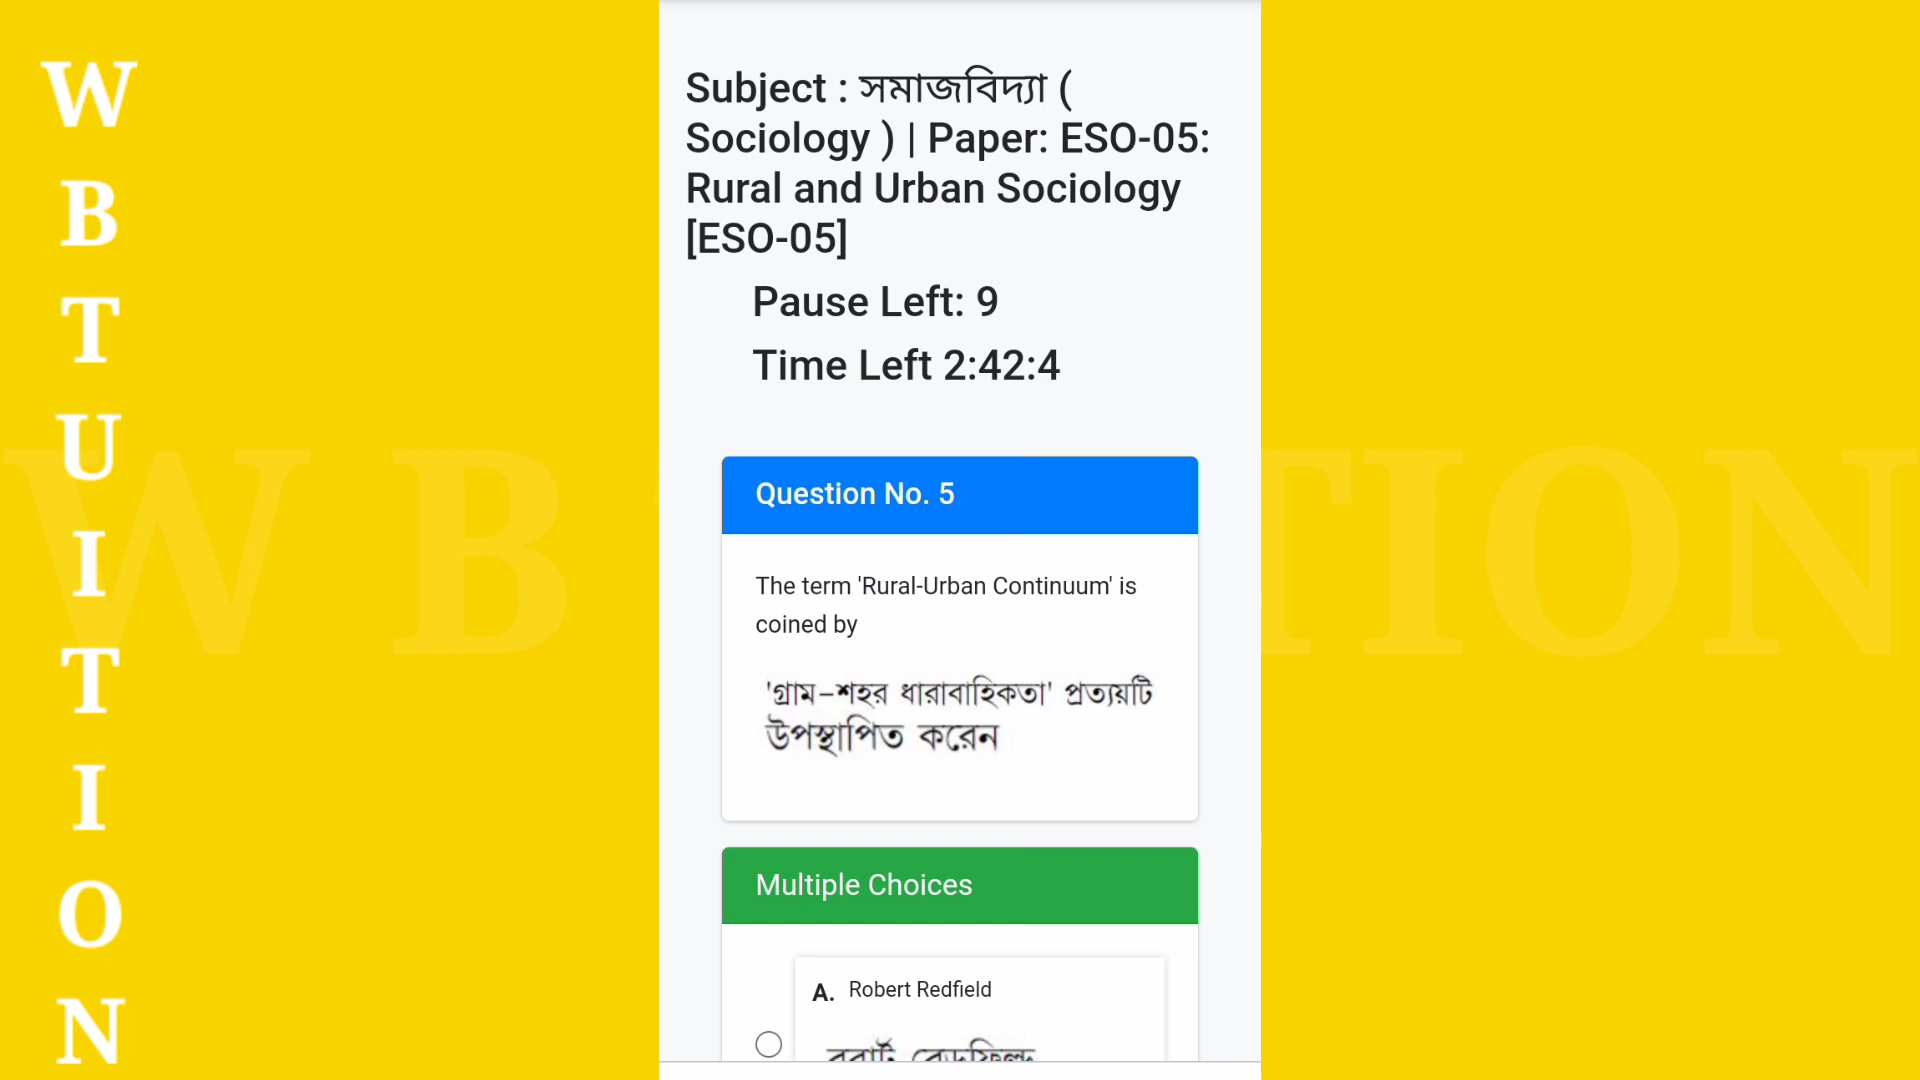 W
B
T
U
I
T
I
O
N
Subject : সমাজবিদ্যা (
Sociology ) | Paper: ESO-05:
Rural and Urban Sociology
[ESO-05]
Pause Left: 9
Time Left 2:42:4
Question No. 5
The term 'Rural-Urban Continuum' is
coined by
'গ্রাম–শহর ধারাবাহিকতা' প্রত্যয়টি
উপস্থাপিত করেন
Multiple Choices
A. Robert Redfield
W B TION